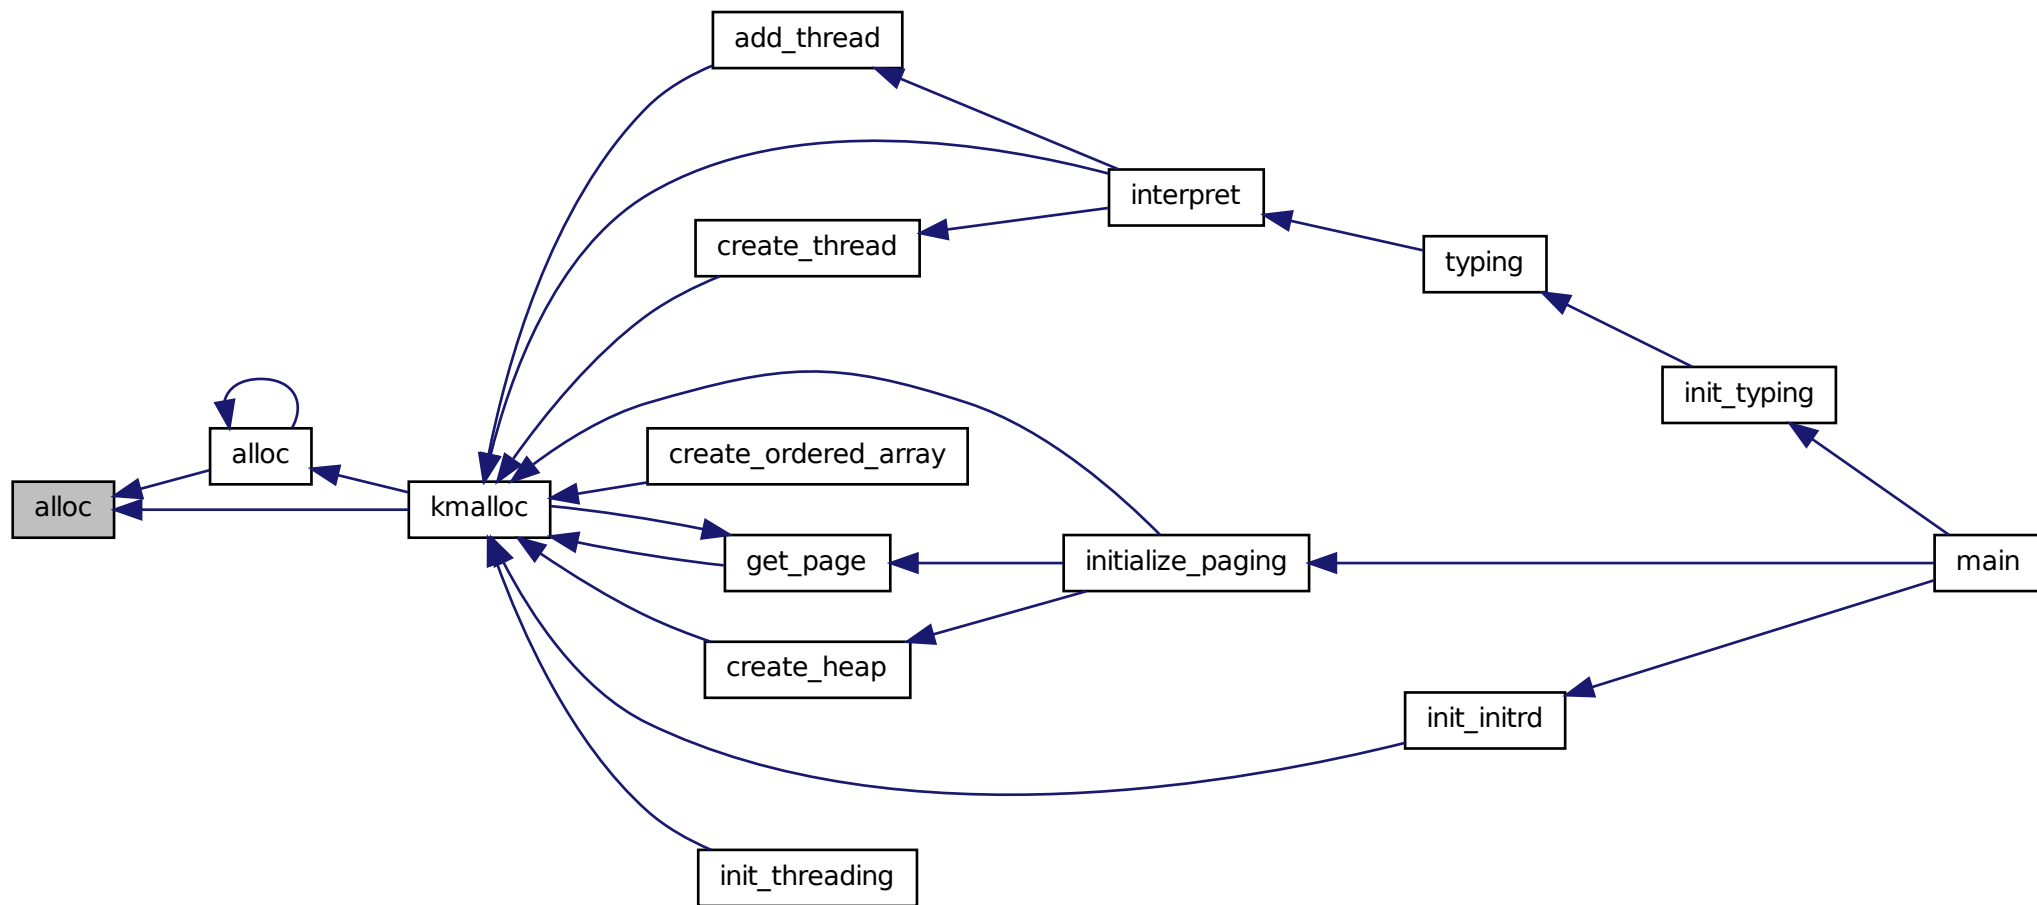 add_thread
interpret
create_thread
typing
init_typing
alloc
create_ordered_array
alloc
kmalloc
get_page
initialize_paging
main
create_heap
init_initrd
init_threading